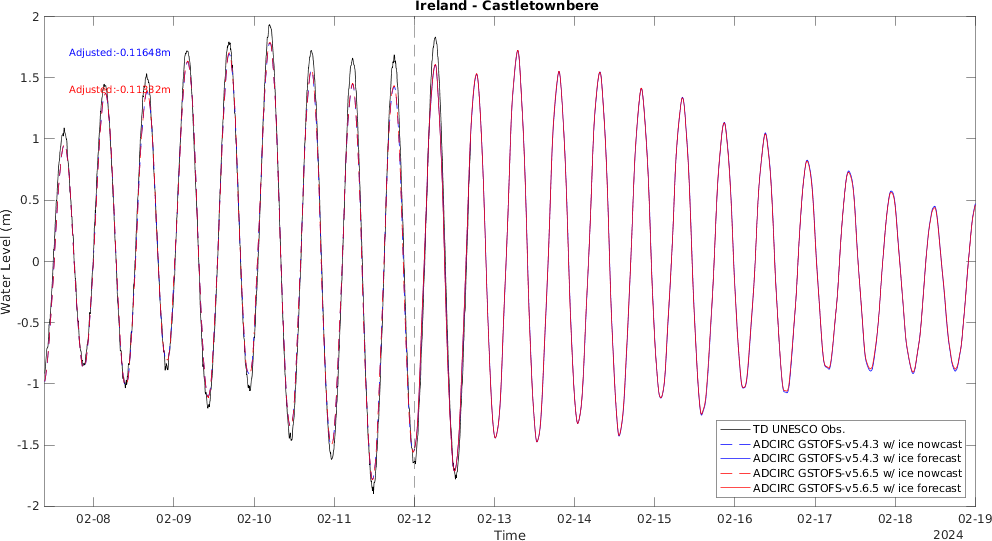 Ireland - Castletownbere
Adjusted:-0.11648m
Adjusted:-0.11332m
2
1.5
1
0.5
0
-0.5
-1
-1.5
-2
Water Level (m)
TD UNESCO Obs.
ADCIRC GSTOFS-v5.4.3 w/ ice nowcast
ADCIRC GSTOFS-v5.4.3 w/ ice forecast
ADCIRC GSTOFS-v5.6.5 w/ ice nowcast
ADCIRC GSTOFS-v5.6.5 w/ ice forecast
02-08 02-09 02-10 02-11 02-12 02-13 02-14 02-15 02-16 02-17 02-18 02-19
Time
2024